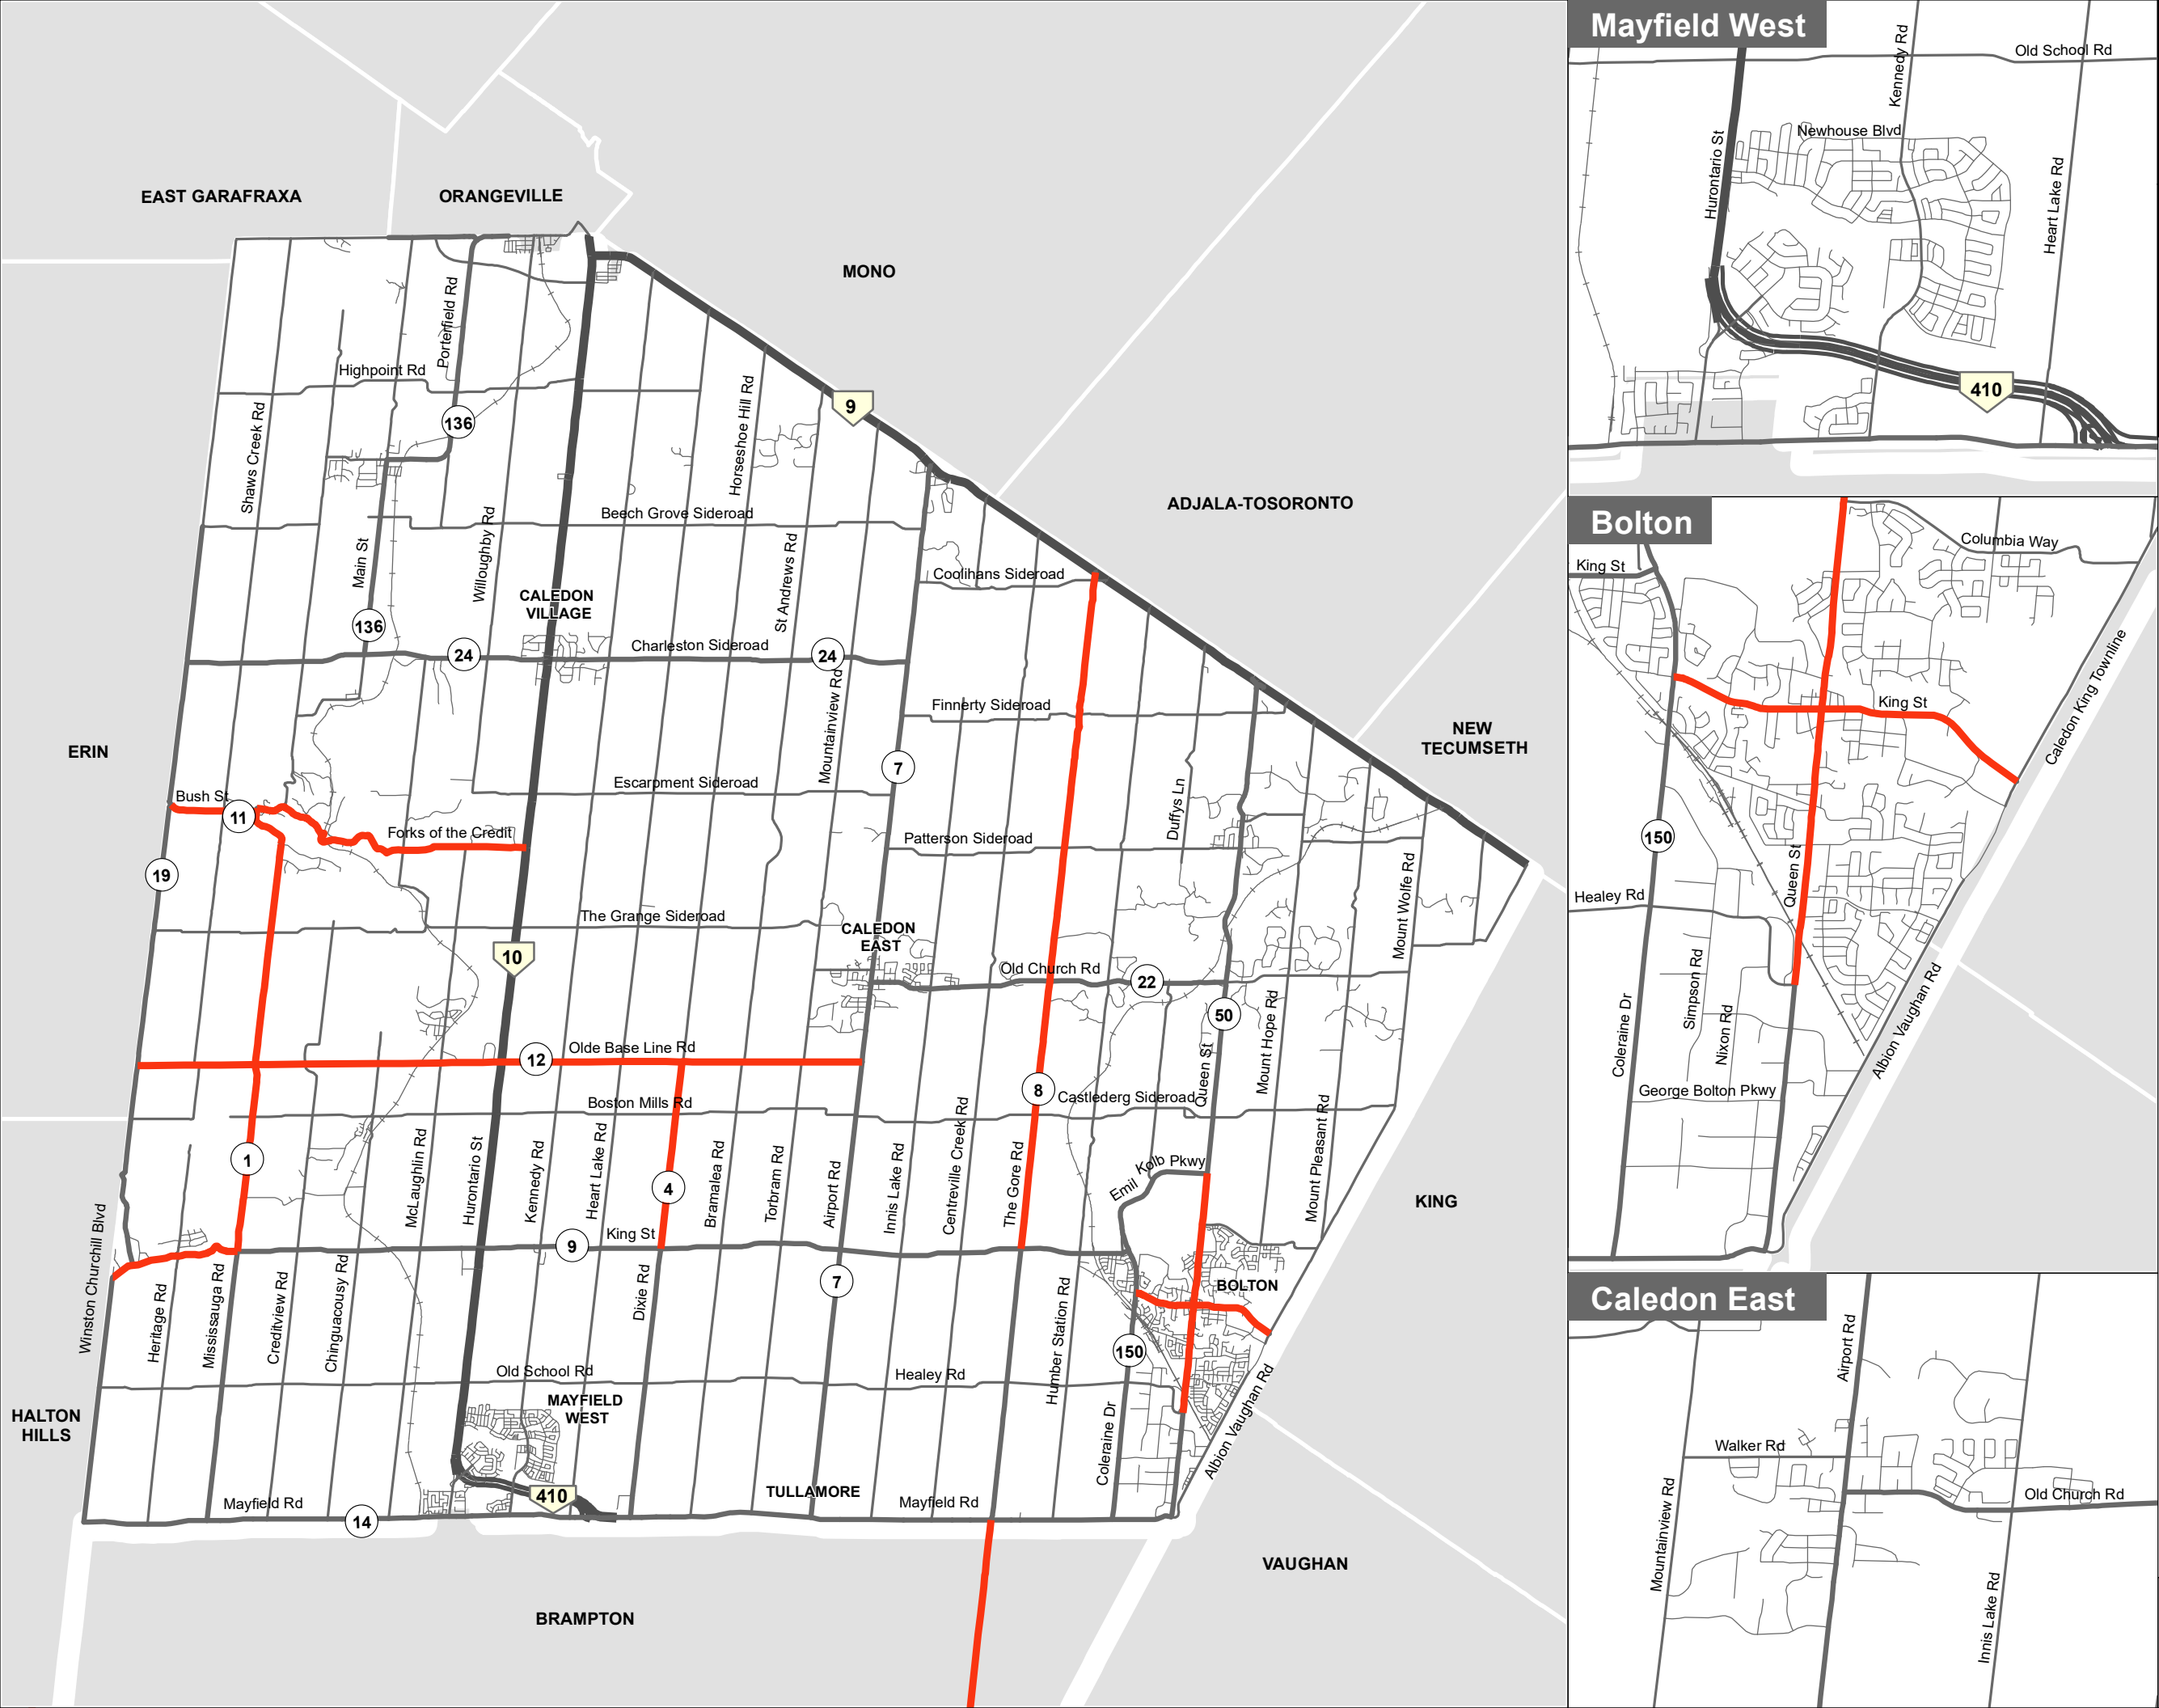 EAST GARAFRAXA
ORANGEVILLE
MONO
Porterfield Rd
Highpoint Rd
136
9
Shaws Creek Rd
Horseshoe Hill Rd
ADJALA-TOSORONTO
Beech Grove Sideroad
Willoughby Rd
Main St
St Andrews Rd
Coolihans Sideroad
CALEDON
VILLAGE
136
24
Charleston Sideroad
24
Mountainview Rd
Finnerty Sideroad
NEW
TECUMSETH
ERIN
7
Escarpment Sideroad
Bush St
11
Forks of the Credit
Patterson Sideroad
Duffys Ln
19
Mount Wolfe Rd
The Grange Sideroad
CALEDON
EAST
10
Old Church Rd
22
50
Mount Hope Rd
Olde Base Line Rd
12
Queen St
8
Castlederg Sideroad
Boston Mills Rd
1
4
McLaughlin Rd
Hurontario St
Kennedy Rd
Heart Lake Rd
Bramalea Rd
Torbram Rd
Airport Rd
Innis Lake Rd
Centreville Creek Rd
The Gore Rd
Emil Kolb Pkwy
Mount Pleasant Rd
KING
King St
9
Winston Churchill Blvd
Heritage Rd
Mississauga Rd
Creditview Rd
Chinguacousy Rd
Dixie Rd
7
Humber Station Rd
BOLTON
150
Old School Rd
Healey Rd
MAYFIELD
WEST
HALTON
HILLS
Coleraine Dr
Albion Vaughan Rd
410
TULLAMORE
Mayfield Rd
14
Mayfield Rd
VAUGHAN
BRAMPTON
Mayfield West
Kennedy Rd
Old School Rd
Newhouse Blvd
Hurontario St
Heart Lake Rd
410
Bolton
Columbia Way
King St
Caledon King Townline
King St
150
Queen St
Healey Rd
Simpson Rd
Nixon Rd
Coleraine Dr
Albion Vaughan Rd
George Bolton Pkwy
Caledon East
Airport Rd
Walker Rd
Mountainview Rd
Old Church Rd
Innis Lake Rd